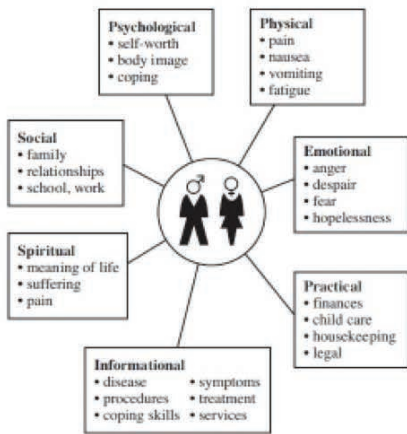 Psychological
• self-worth
• body image
• coping
Physical
• pain
• nausea
• vomiting
• fatigue
Social
• family
• relationships
• school, work
Emotional
• anger
• despair
• fear
• hopelessness
Spiritual
• meaning of life
• suffering
• pain
Practical
• finances
• child care
• housekeeping
• legal
Informational
• disease • symptoms
• procedures • treatment
• coping skills • services